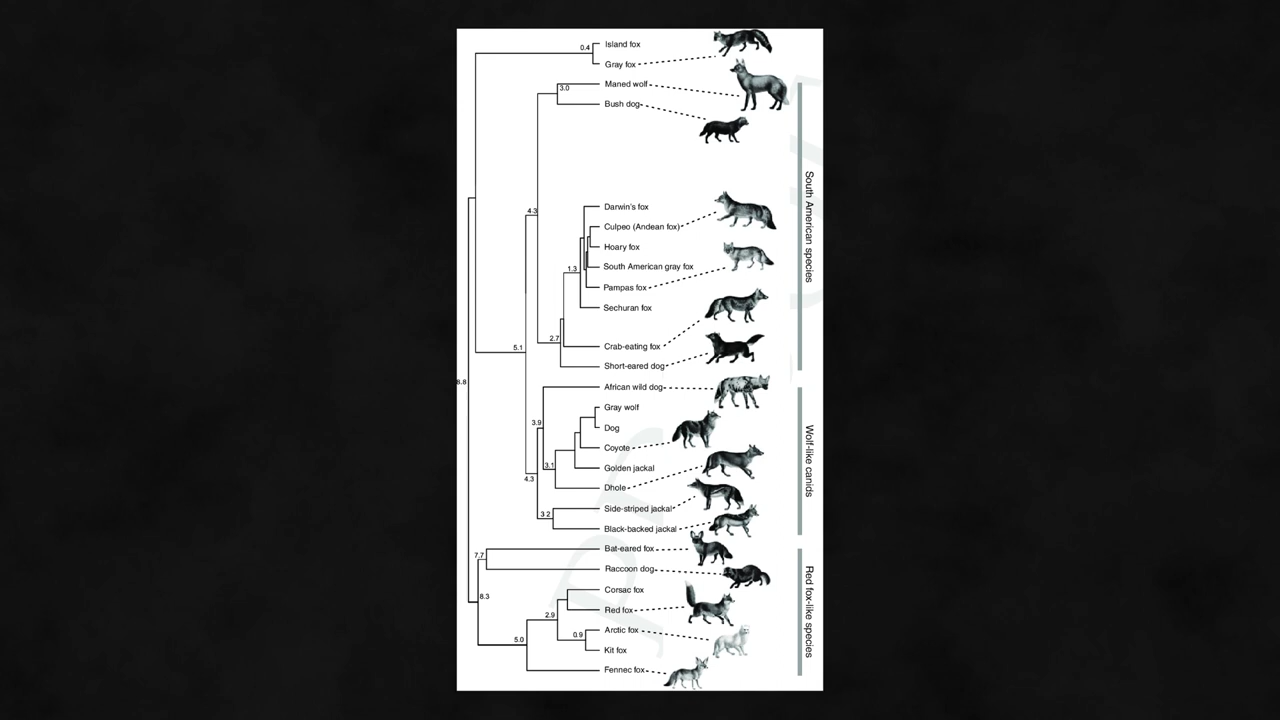 0.4
Island fox
Gray fox
3.0
Maned wolf
Bush dog
4.3
Darwin's fox
Culpeo (Andean fox)
Hoary fox
1.3
South American gray fox
Pampas fox
Sechuran fox
2.7
Crab-eating fox
Short-eared dog
South American species
5.1
6.8
African wild dog
Gray wolf
3.9
Dog
Coyote
3.1
Golden jackal
4.3
Dhole
Side-striped jackal
3 2
Black-backed jackal
Wolf-like canids
Bat-eared fox
7.7
Raccoon dog
Corsac fox
8.3
Red fox
2.9
Arctic fox
0.9
5.0
Kit fox
Fennec fox
Red fox-like species